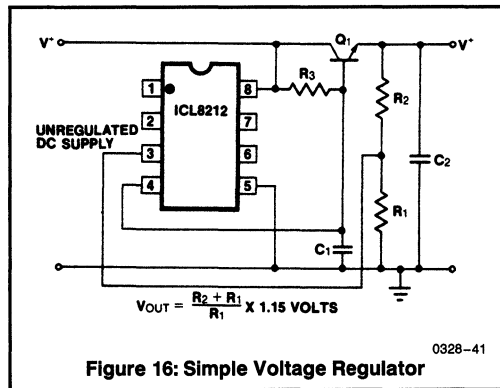 V+ Q1 V+
R3
1 8
ICL8212
R2
2 7
UNREGULATED
DC SUPPLY
3 6
C2
4 5
R1
C1
VOUT = R2 + R1 / R1 X 1.15 VOLTS
0328-41
Figure 16: Simple Voltage Regulator